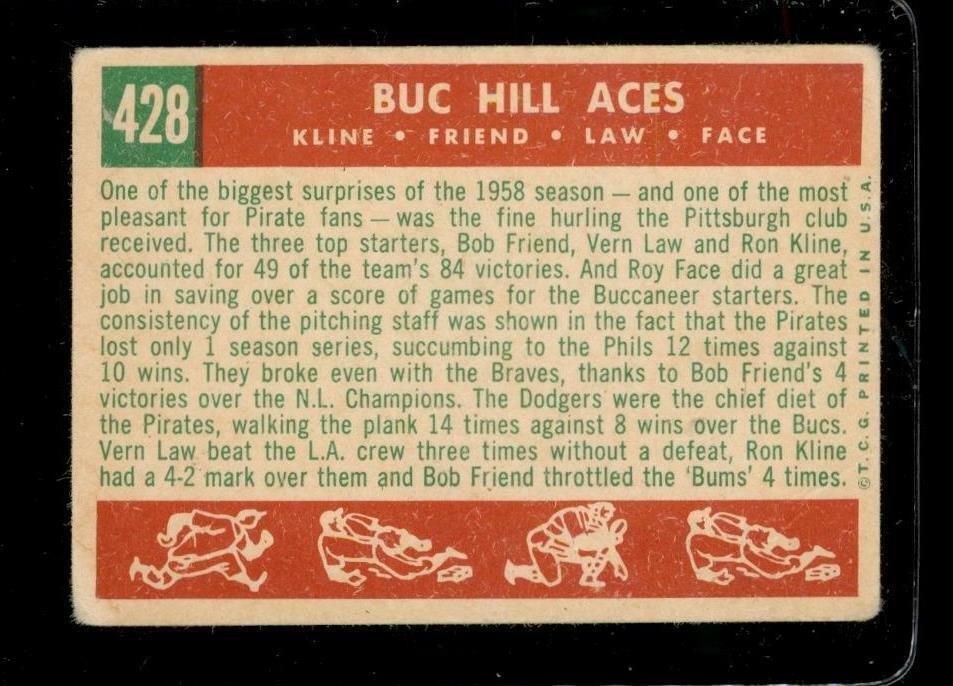 428
BUC HILL ACES
KLINE • FRIEND • LAW • FACE
One of the biggest surprises of the 1958 season — and one of the most
pleasant for Pirate fans — was the fine hurling the Pittsburgh club
received. The three top starters, Bob Friend, Vern Law and Ron Kline,
accounted for 49 of the team's 84 victories. And Roy Face did a great
job in saving over a score of games for the Buccaneer starters. The
consistency of the pitching staff was shown in the fact that the Pirates
lost only 1 season series, succumbing to the Phils 12 times against
10 wins. They broke even with the Braves, thanks to Bob Friend's 4
victories over the N.L. Champions. The Dodgers were the chief diet of
the Pirates, walking the plank 14 times against 8 wins over the Bucs.
Vern Law beat the L.A. crew three times without a defeat, Ron Kline
had a 4-2 mark over them and Bob Friend throttled the 'Bums' 4 times.
©T. C. G. PRINTED IN U.S.A.